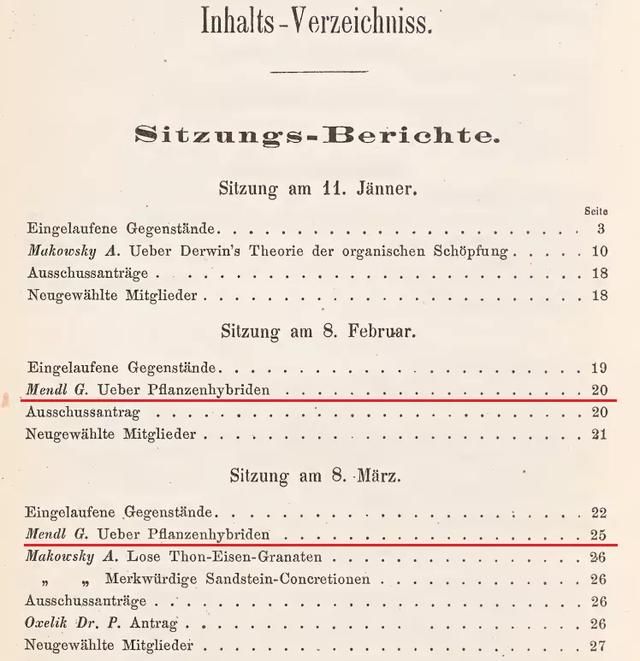 Inhalts-Verzeichniss.
Sitzungs-Berichte.
Sitzung am 11. Jänner.
Seite
Eingelaufene Gegenstände. . . . . . . . . . . . . . . . . . . 3
Makowsky A. Ueber Derwin's Theorie der organischen Schöpfung . . . . . 10
Ausschussanträge . . . . . . . . . . . . . . . . . . . . . . 18
Neugewählte Mitglieder . . . . . . . . . . . . . . . . . . . . 18
Sitzung am 8. Februar.
Eingelaufene Gegenstände. . . . . . . . . . . . . . . . . . . 19
Mendl G. Ueber Pflanzenhybriden . . . . . . . . . . . . . . . . 20
Ausschussantrag . . . . . . . . . . . . . . . . . . . . . . 20
Neugewählte Mitglieder . . . . . . . . . . . . . . . . . . . . 21
Sitzung am 8. März.
Eingelaufene Gegenstände. . . . . . . . . . . . . . . . . . . 22
Mendl G. Ueber Pflanzenhybriden . . . . . . . . . . . . . . . . 25
Makowsky A. Lose Thon-Eisen-Granaten . . . . . . . . . . . . . . 26
„ „ Merkwürdige Sandstein-Concretionen . . . . . . . . . . . 26
Ausschussanträge . . . . . . . . . . . . . . . . . . . . . . 26
Oxelik Dr. P. Antrag . . . . . . . . . . . . . . . . . . . . . 26
Neugewählte Mitglieder . . . . . . . . . . . . . . . . . . . . 27